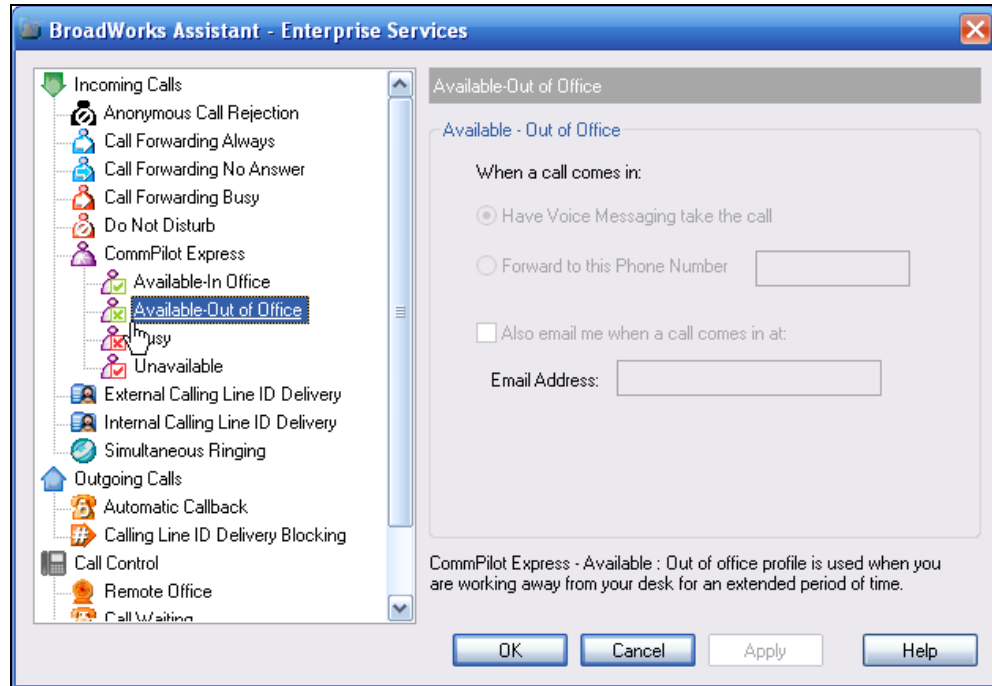 BroadWorks Assistant - Enterprise Services
Incoming Calls
Anonymous Call Rejection
Call Forwarding Always
Call Forwarding No Answer
Call Forwarding Busy
Do Not Disturb
CommPilot Express
Available-In Office
Available-Out of Office
usy
Unavailable
External Calling Line ID Delivery
Internal Calling Line ID Delivery
Simultaneous Ringing
Outgoing Calls
Automatic Callback
Calling Line ID Delivery Blocking
Call Control
Remote Office
Call Waiting
Available-Out of Office
Available - Out of Office
When a call comes in:
Have Voice Messaging take the call
Forward to this Phone Number
Also email me when a call comes in at:
Email Address:
CommPilot Express - Available : Out of office profile is used when you
are working away from your desk for an extended period of time.
OK
Cancel
Apply
Help